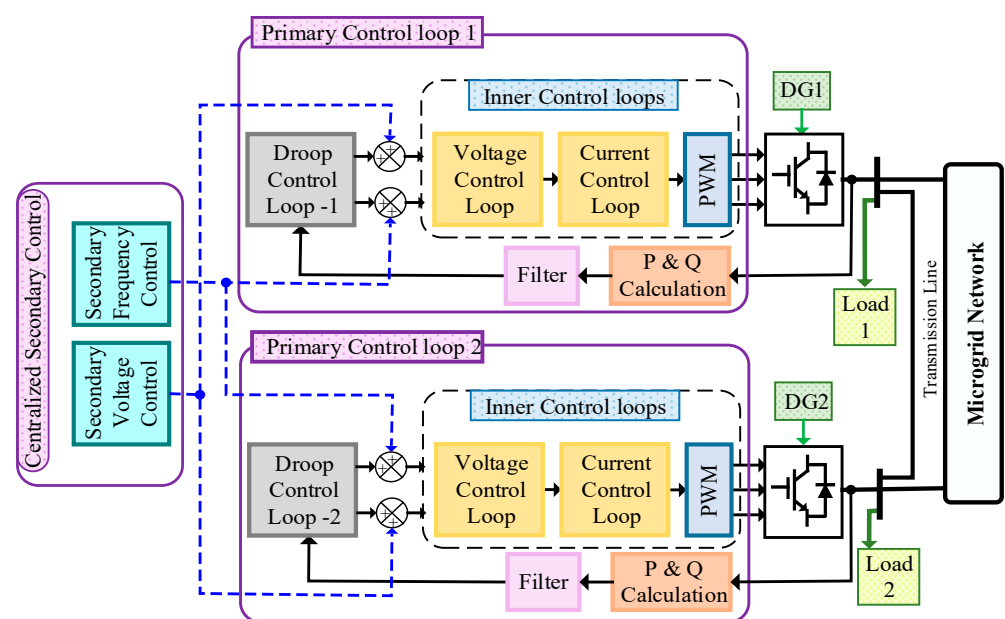 Primary Control loop 1
Inner Control loops
DG1
Droop
Control
Loop -1
Voltage
Control
Loop
Current
Control
Loop
PWM
Filter
P & Q
Calculation
Load
1
Centralized Secondary Control
Secondary
Frequency
Control
Secondary
Voltage
Control
Transmission Line
Microgrid Network
Primary Control loop 2
Inner Control loops
DG2
Droop
Control
Loop -2
Voltage
Control
Loop
Current
Control
Loop
PWM
Filter
P & Q
Calculation
Load
2